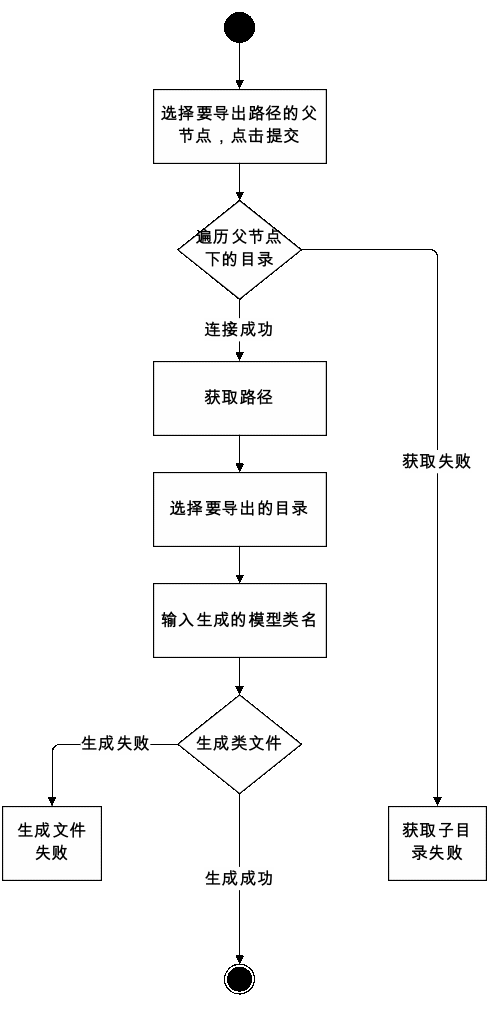 选择要导出路径的父
节点，点击提交
遍历父节点
下的目录
连接成功
获取路径
获取失败
选择要导出的目录
输入生成的模型类名
生成失败
生成类文件
生成文件
失败
获取子目
录失败
生成成功